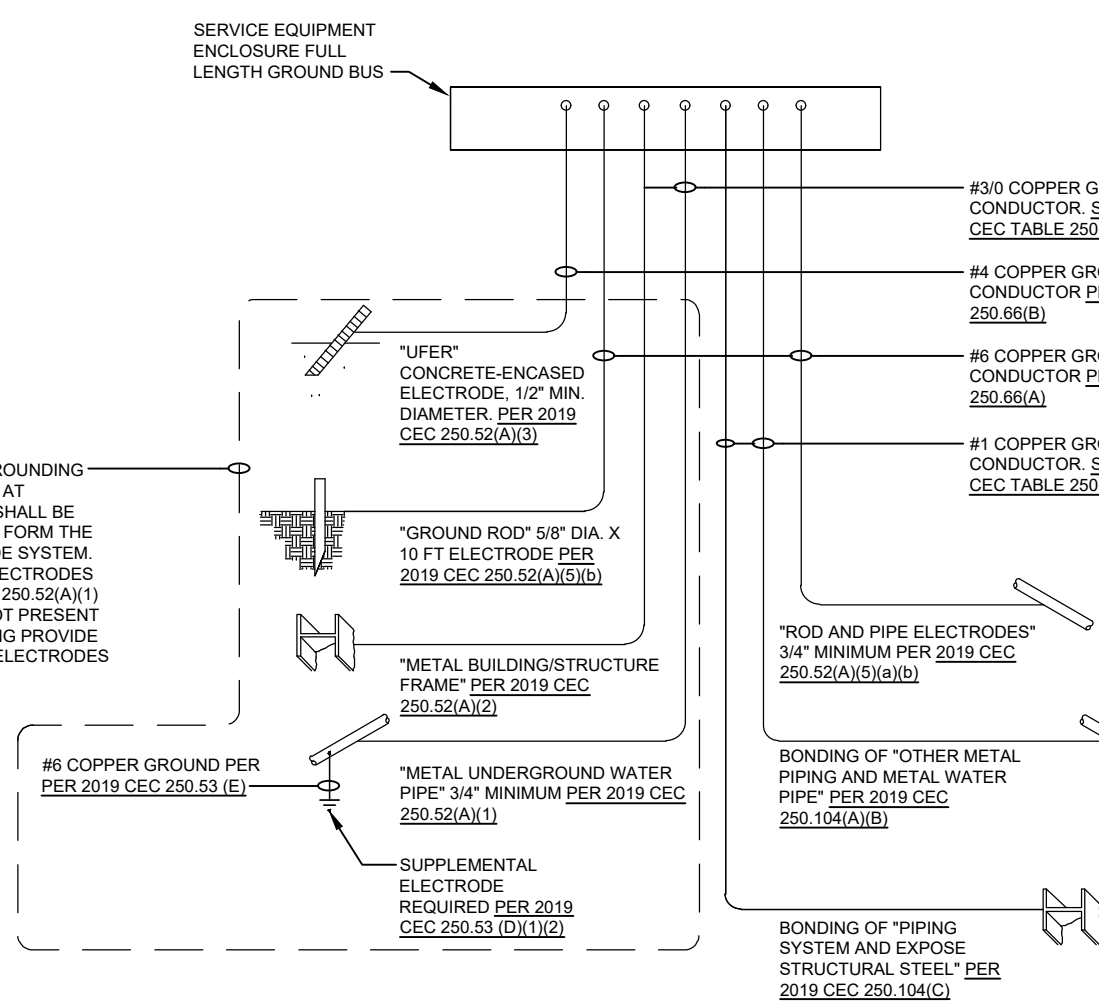 SERVICE EQUIPMENT
ENCLOSURE FULL
LENGTH GROUND BUS
#3/0 COPPER G
CONDUCTOR. S
CEC TABLE 250
#4 COPPER GRO
CONDUCTOR PE
250.66(B)
#6 COPPER GRO
CONDUCTOR PE
250.66(A)
#1 COPPER GRO
CONDUCTOR. S
CEC TABLE 250
"UFER"
CONCRETE-ENCASED
ELECTRODE, 1/2" MIN.
DIAMETER. PER 2019
CEC 250.52(A)(3)
ROUNDING
AT
SHALL BE
FORM THE
DE SYSTEM.
ECTRODES
250.52(A)(1)
OT PRESENT
NG PROVIDE
ELECTRODES
"GROUND ROD" 5/8" DIA. X
10 FT ELECTRODE PER
2019 CEC 250.52(A)(5)(b)
"METAL BUILDING/STRUCTURE
FRAME" PER 2019 CEC
250.52(A)(2)
#6 COPPER GROUND PER
PER 2019 CEC 250.53 (E)
"METAL UNDERGROUND WATER
PIPE" 3/4" MINIMUM PER 2019 CEC
250.52(A)(1)
SUPPLEMENTAL
ELECTRODE
REQUIRED PER 2019
CEC 250.53 (D)(1)(2)
"ROD AND PIPE ELECTRODES"
3/4" MINIMUM PER 2019 CEC
250.52(A)(5)(a)(b)
BONDING OF "OTHER METAL
PIPING AND METAL WATER
PIPE" PER 2019 CEC
250.104(A)(B)
BONDING OF "PIPING
SYSTEM AND EXPOSE
STRUCTURAL STEEL" PER
2019 CEC 250.104(C)